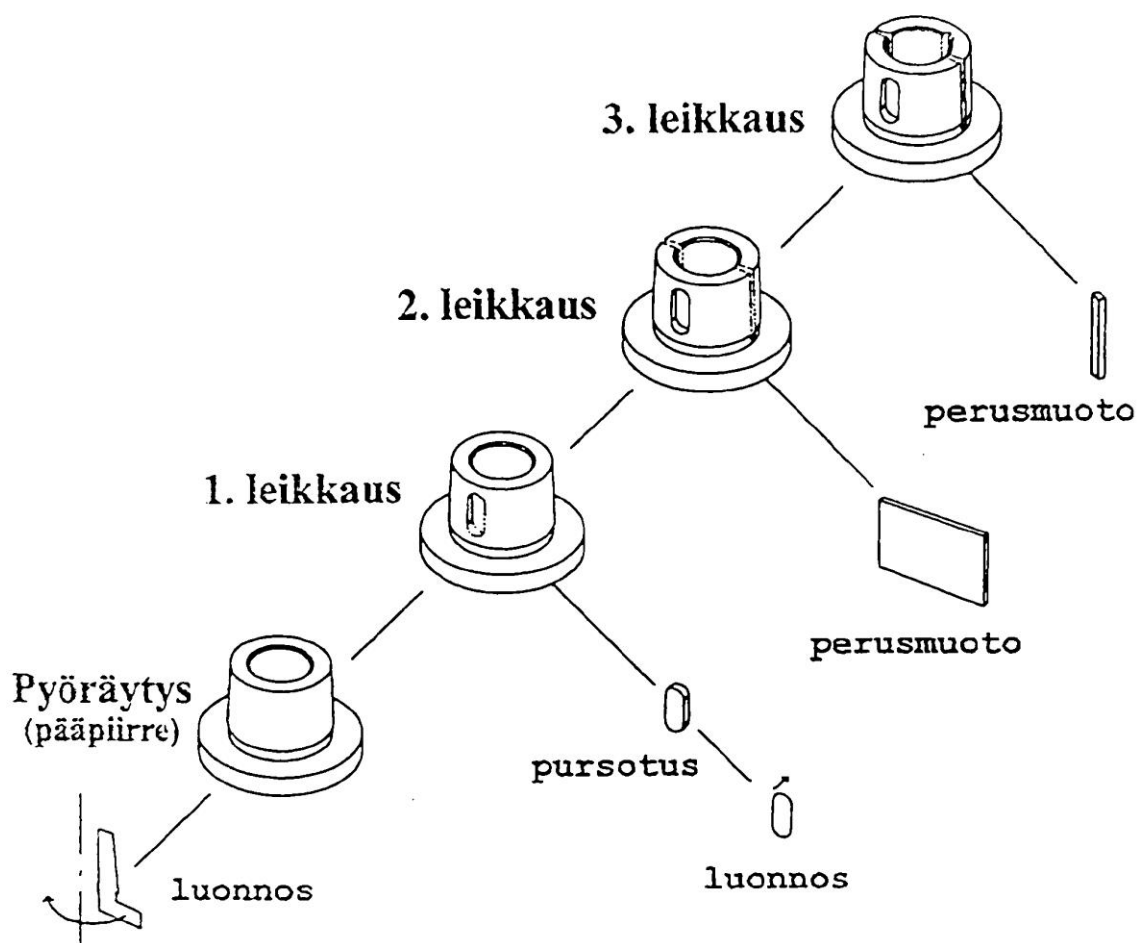 3. leikkaus
2. leikkaus
perusmuoto
1. leikkaus
perusmuoto
Pyöräytys
(pääpiirre)
pursotus
luonnos
luonnos